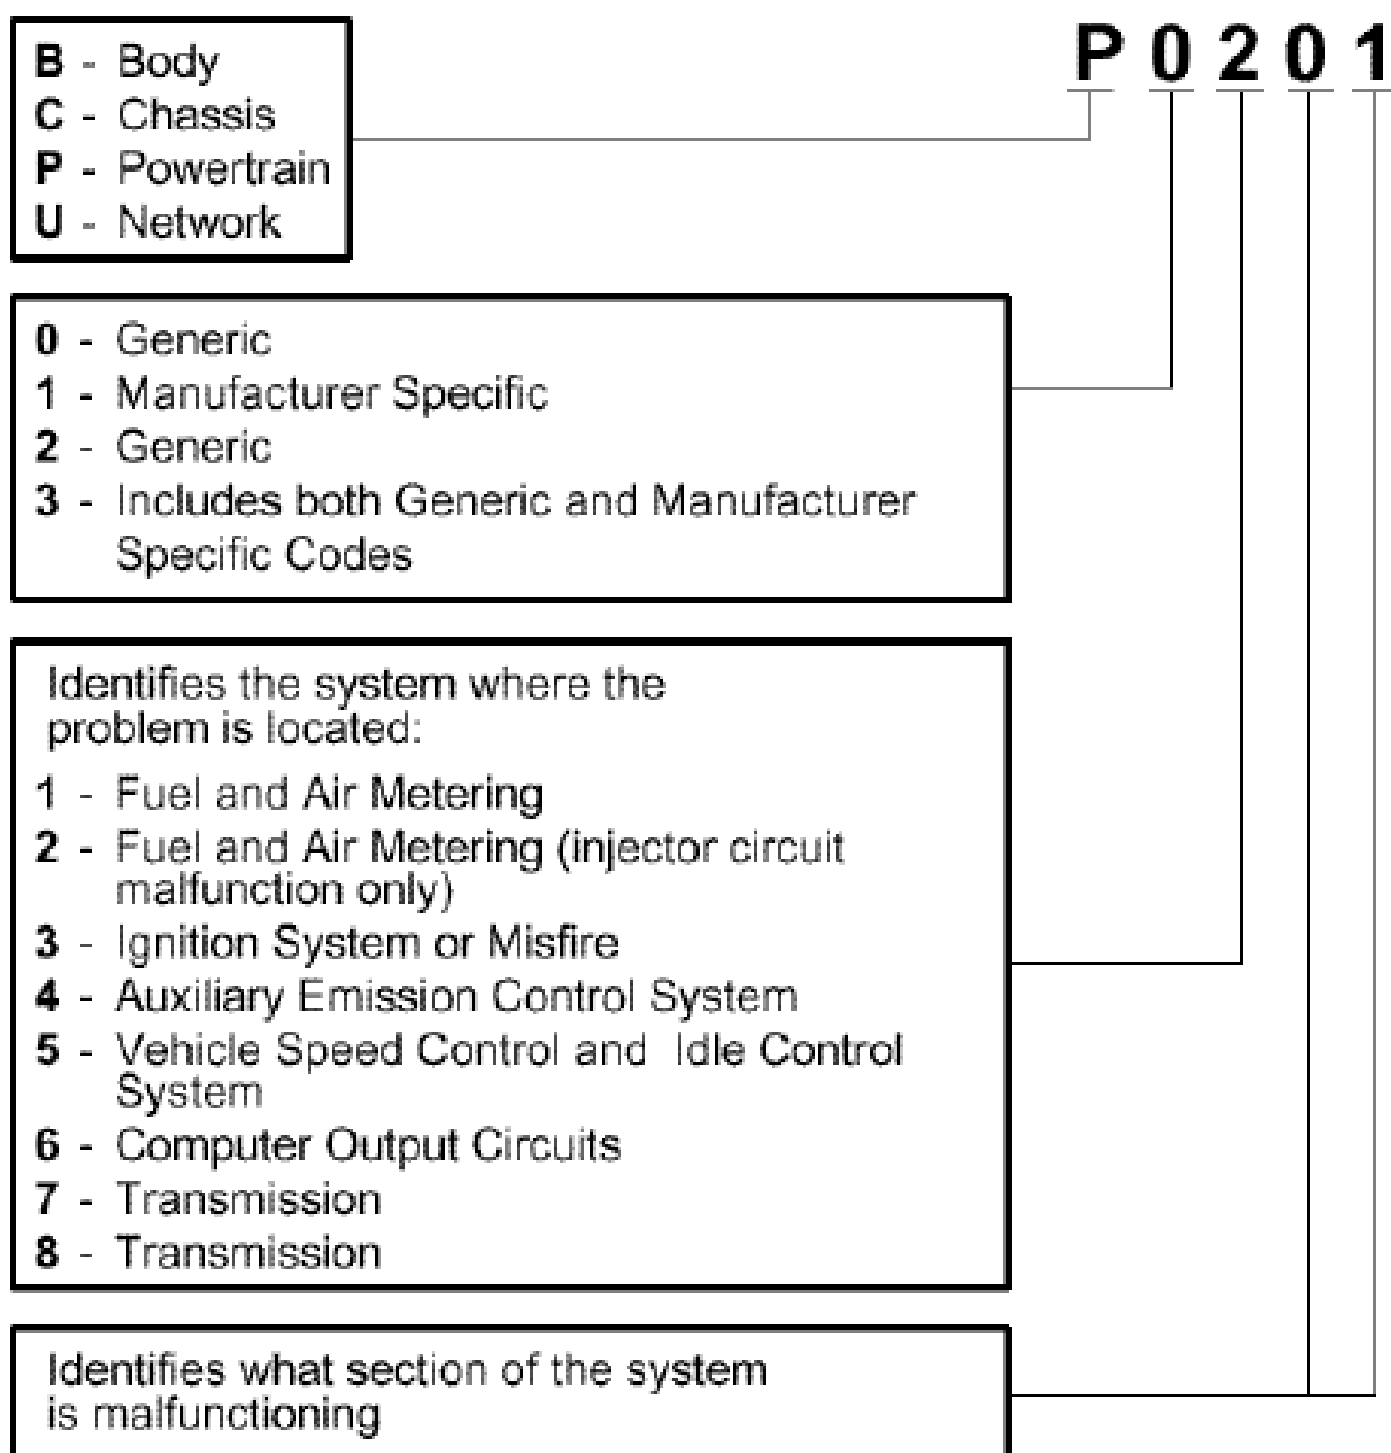 P 0 2 0 1
B - Body
C - Chassis
P - Powertrain
U - Network
0 - Generic
1 - Manufacturer Specific
2 - Generic
3 - Includes both Generic and Manufacturer
Specific Codes
Identifies the system where the
problem is located:
1 - Fuel and Air Metering
2 - Fuel and Air Metering (injector circuit
malfunction only)
3 - Ignition System or Misfire
4 - Auxiliary Emission Control System
5 - Vehicle Speed Control and Idle Control
System
6 - Computer Output Circuits
7 - Transmission
8 - Transmission
Identifies what section of the system
is malfunctioning